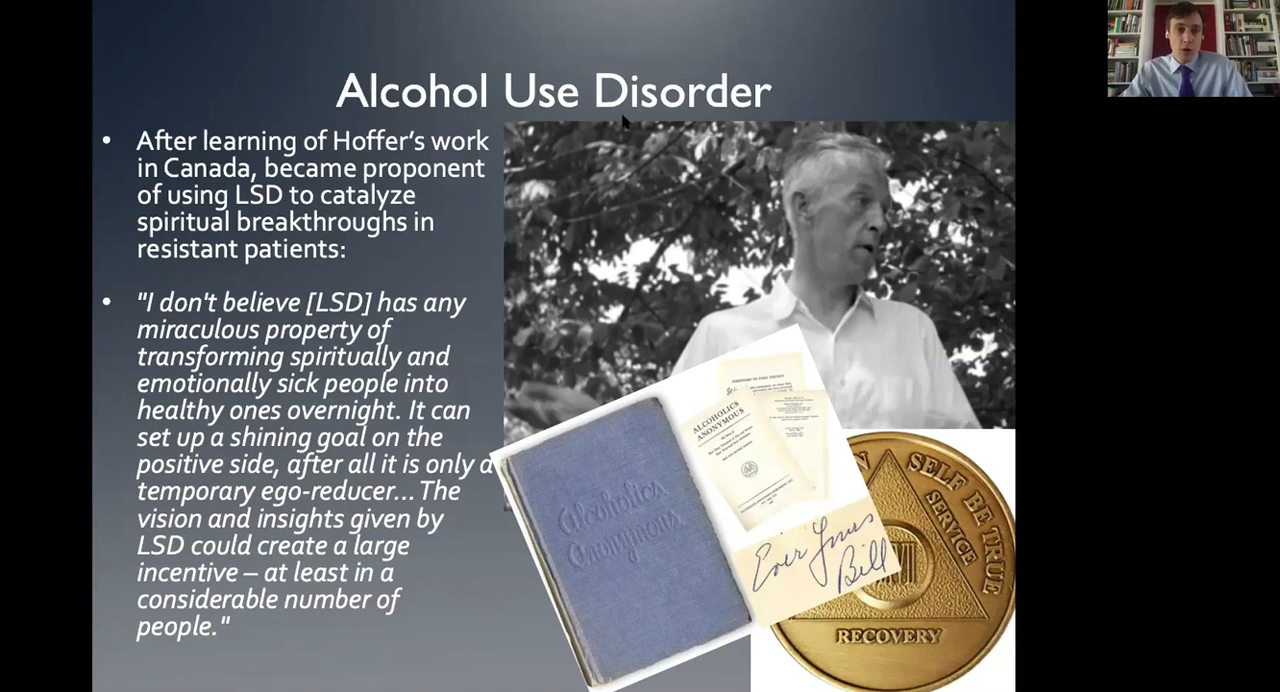 Alcohol Use Disorder
• After learning of Hoffer's work
in Canada, became proponent
of using LSD to catalyze
spiritual breakthroughs in
resistant patients:
• "I don't believe [LSD] has any
miraculous property of
transforming spiritually and
emotionally sick people into
healthy ones overnight. It can
set up a shining goal on the
positive side, after all it is only a
temporary ego-reducer... The
vision and insights given by
LSD could create a large
incentive – at least in a
considerable number of
people."
Alcoholics
Anonymous
ALCOHOLICS
ANONYMOUS
Ever Yours
Bill
SELF BE TRUE
SERVICE
RECOVERY